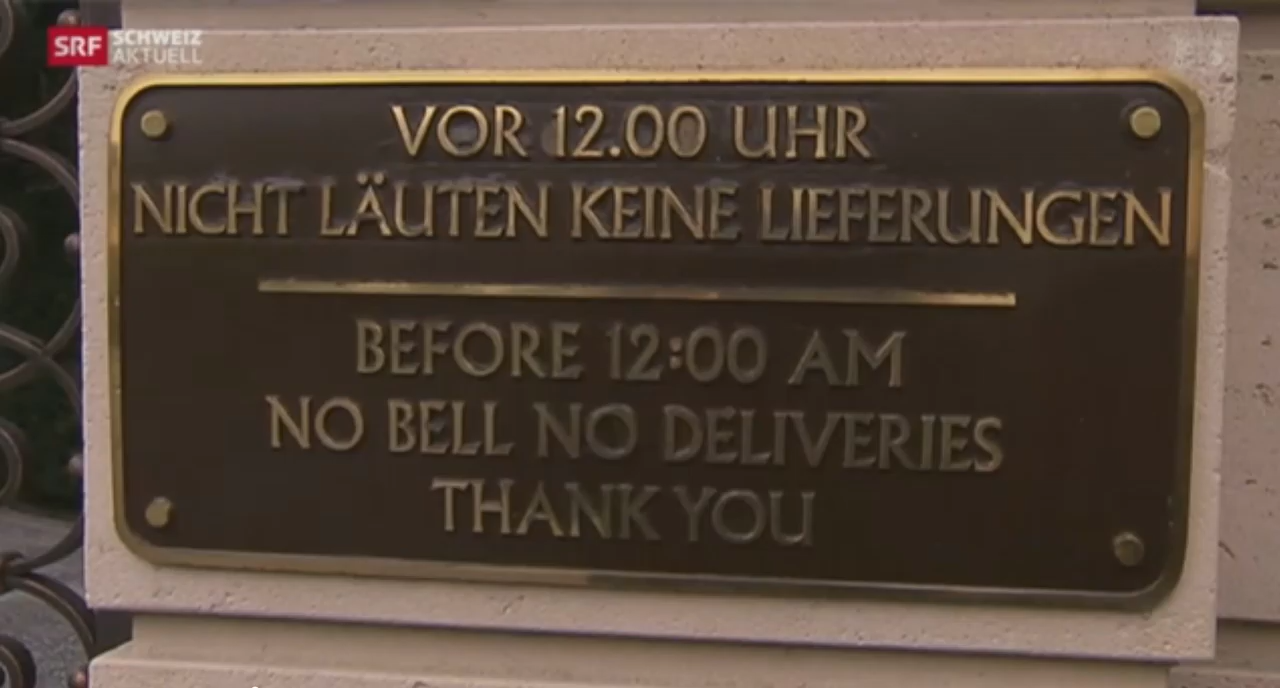 SRF SCHWEIZ
AKTUELL
VOR 12.00 UHR
NICHT LÄUTEN KEINE LIEFERUNGEN
BEFORE 12:00 AM
NO BELL NO DELIVERIES
THANK YOU